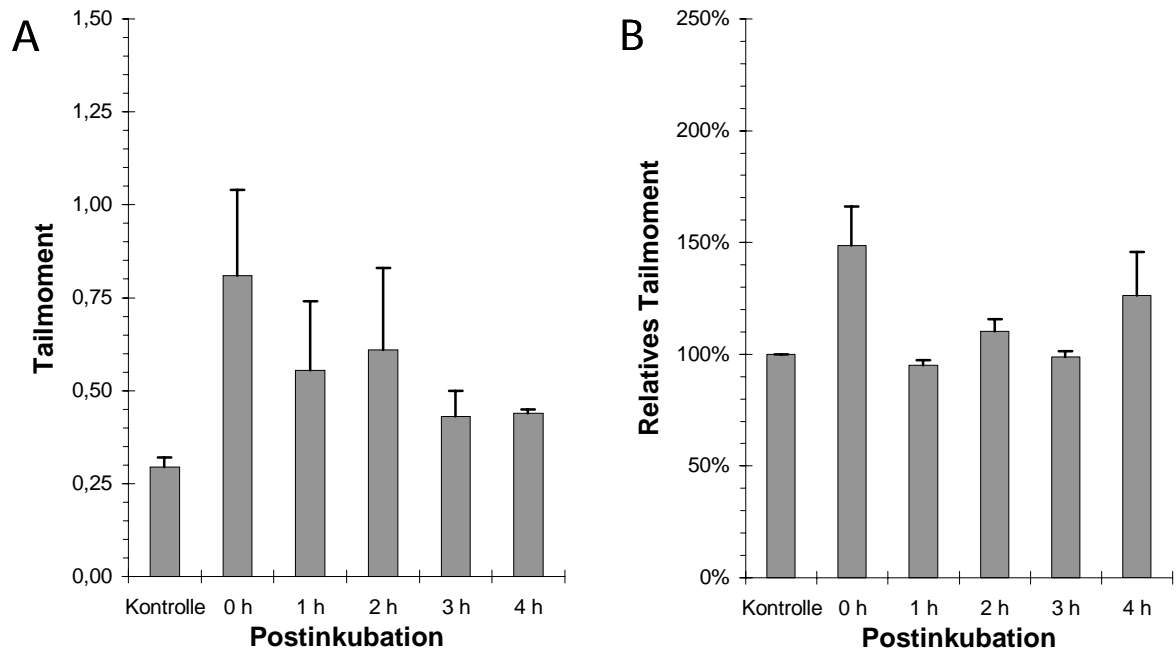 A
1,50
1,25
1,00
0,75
0,50
0,25
0,00
Tailmoment
Kontrolle 0 h 1 h 2 h 3 h 4 h
Postinkubation
B
250%
200%
150%
100%
50%
0%
Relatives Tailmoment
Kontrolle 0 h 1 h 2 h 3 h 4 h
Postinkubation